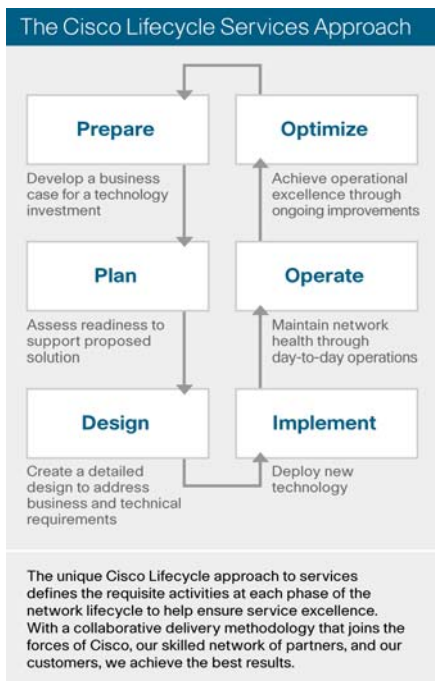 The Cisco Lifecycle Services Approach
Prepare
Develop a business
case for a technology
investment
Plan
Assess readiness to
support proposed
solution
Design
Create a detailed
design to address
business and technical
requirements
Implement
Deploy new
technology
Operate
Maintain network
health through
day-to-day operations
Optimize
Achieve operational
excellence through
ongoing improvements
The unique Cisco Lifecycle approach to services
defines the requisite activities at each phase of the
network lifecycle to help ensure service excellence.
With a collaborative delivery methodology that joins the
forces of Cisco, our skilled network of partners, and our
customers, we achieve the best results.